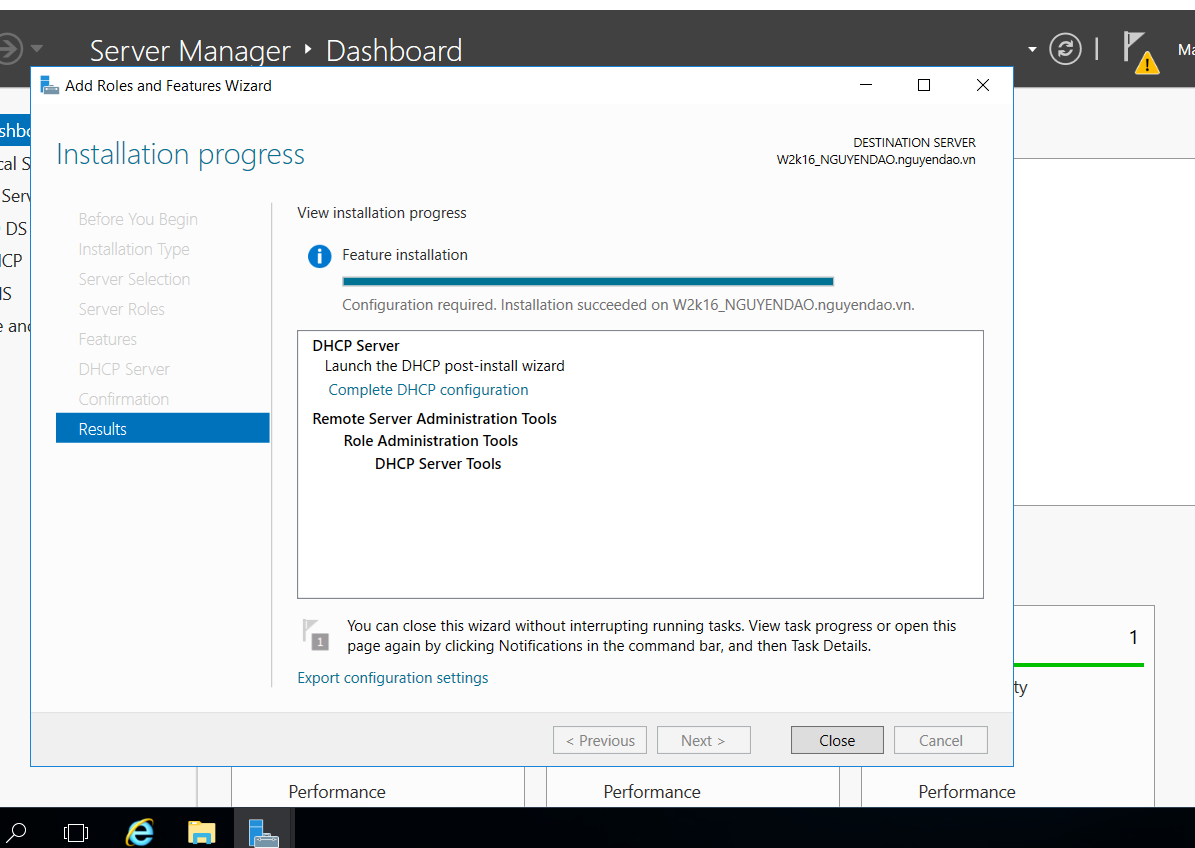 Server Manager ‣ Dashboard
Add Roles and Features Wizard
Installation progress
DESTINATION SERVER
W2k16_NGUYENDAO.nguyendao.vn
Before You Begin
Installation Type
Server Selection
Server Roles
Features
DHCP Server
Confirmation
Results
View installation progress
Feature installation
Configuration required. Installation succeeded on W2k16_NGUYENDAO.nguyendao.vn.
DHCP Server
Launch the DHCP post-install wizard
Complete DHCP configuration
Remote Server Administration Tools
Role Administration Tools
DHCP Server Tools
1
You can close this wizard without interrupting running tasks. View task progress or open this
page again by clicking Notifications in the command bar, and then Task Details.
Export configuration settings
< Previous
Next >
Close
Cancel
1
Performance
Performance
Performance